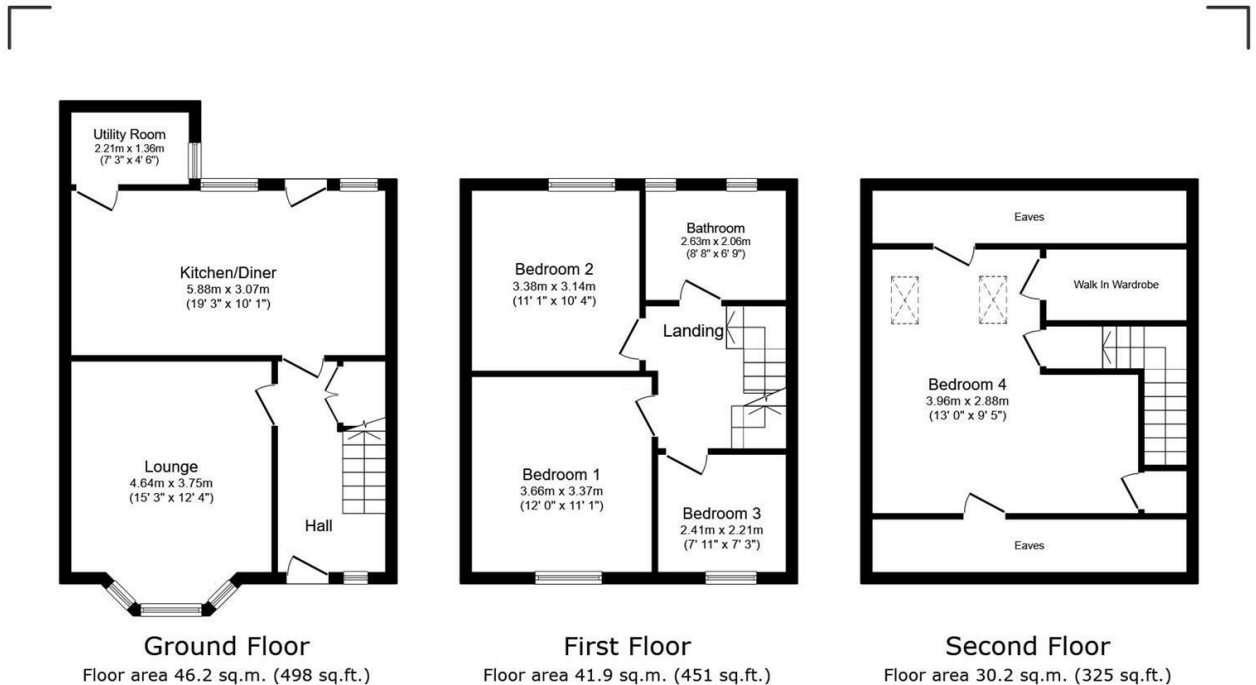 Utility Room
2.21m x 1.36m
(7' 3" x 4' 6")
Kitchen/Diner
5.88m x 3.07m
(19' 3" x 10' 1")
Lounge
4.64m x 3.75m
(15' 3" x 12' 4")
Hall
Ground Floor
Floor area 46.2 sq.m. (498 sq.ft.)
Bedroom 2
3.38m x 3.14m
(11' 1" x 10' 4")
Bathroom
2.63m x 2.06m
(8' 8" x 6' 9")
Landing
Bedroom 1
3.66m x 3.37m
(12' 0" x 11' 1")
Bedroom 3
2.41m x 2.21m
(7' 11" x 7' 3")
First Floor
Floor area 41.9 sq.m. (451 sq.ft.)
Eaves
Walk In Wardrobe
Bedroom 4
3.96m x 2.88m
(13' 0" x 9' 5")
Eaves
Second Floor
Floor area 30.2 sq.m. (325 sq.ft.)